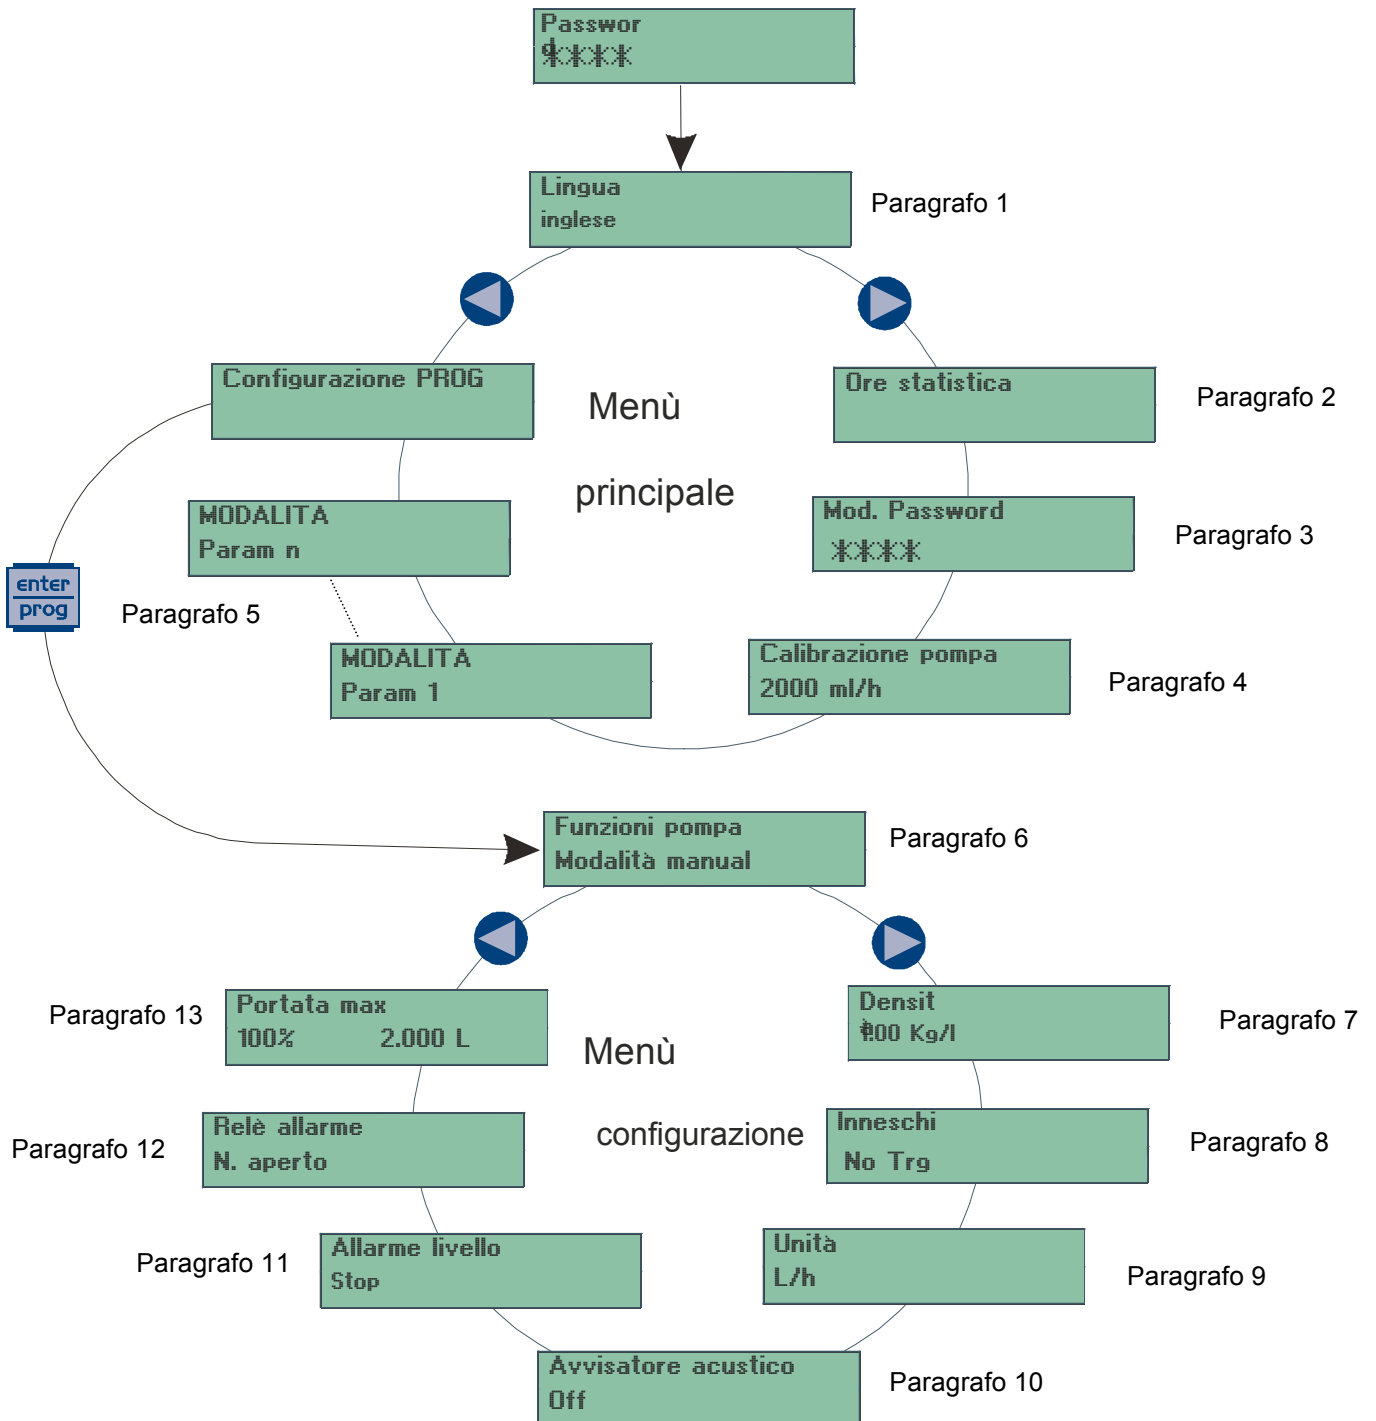 Passwor
d
****
Lingua
inglese
Paragrafo 1
Configurazione PROG
Menù
principale
Ore statistica
Paragrafo 2
MODALITA
Param n
Mod. Password
****
Paragrafo 3
enter
prog
Paragrafo 5
MODALITA
Param 1
Calibrazione pompa
2000 ml/h
Paragrafo 4
Funzioni pompa
Modalità manual
Paragrafo 6
Paragrafo 13
Portata max
100% 2.000 L
Menù
configurazione
Densit
à
1.00 Kg/l
Paragrafo 7
Paragrafo 12
Relè allarme
N. aperto
Inneschi
No Trg
Paragrafo 8
Paragrafo 11
Allarme livello
Stop
Unità
L/h
Paragrafo 9
Avvisatore acustico
Off
Paragrafo 10